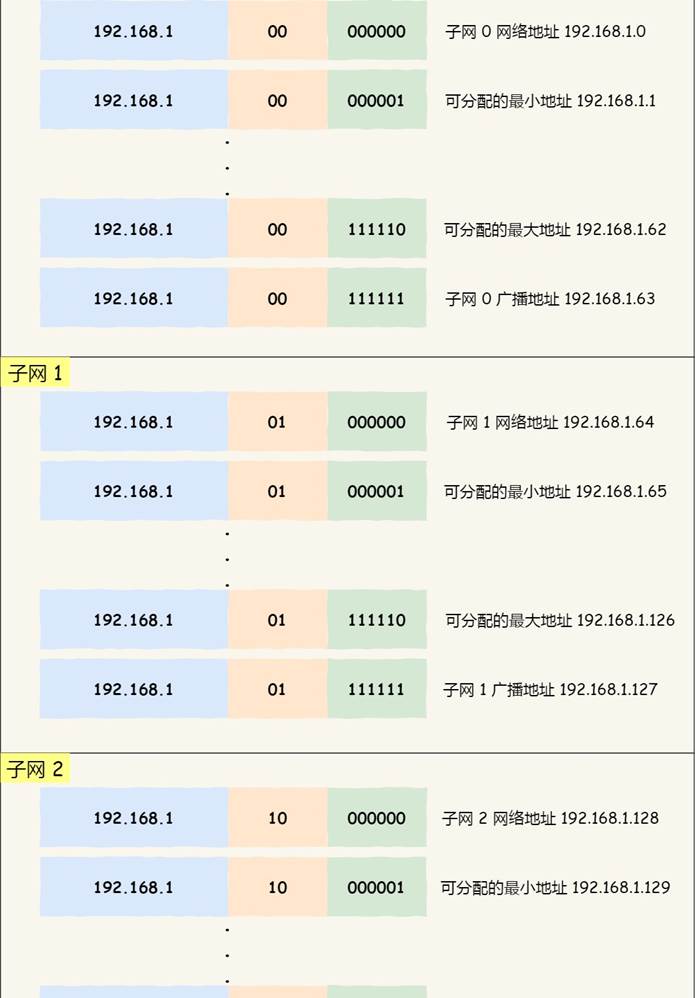 192.168.1 00 000000 子网 0 网络地址 192.168.1.0
192.168.1 00 000001 可分配的最小地址 192.168.1.1
192.168.1 00 111110 可分配的最大地址 192.168.1.62
192.168.1 00 111111 子网 0 广播地址 192.168.1.63
子网 1
192.168.1 01 000000 子网 1 网络地址 192.168.1.64
192.168.1 01 000001 可分配的最小地址 192.168.1.65
192.168.1 01 111110 可分配的最大地址 192.168.1.126
192.168.1 01 111111 子网 1 广播地址 192.168.1.127
子网 2
192.168.1 10 000000 子网 2 网络地址 192.168.1.128
192.168.1 10 000001 可分配的最小地址 192.168.1.129